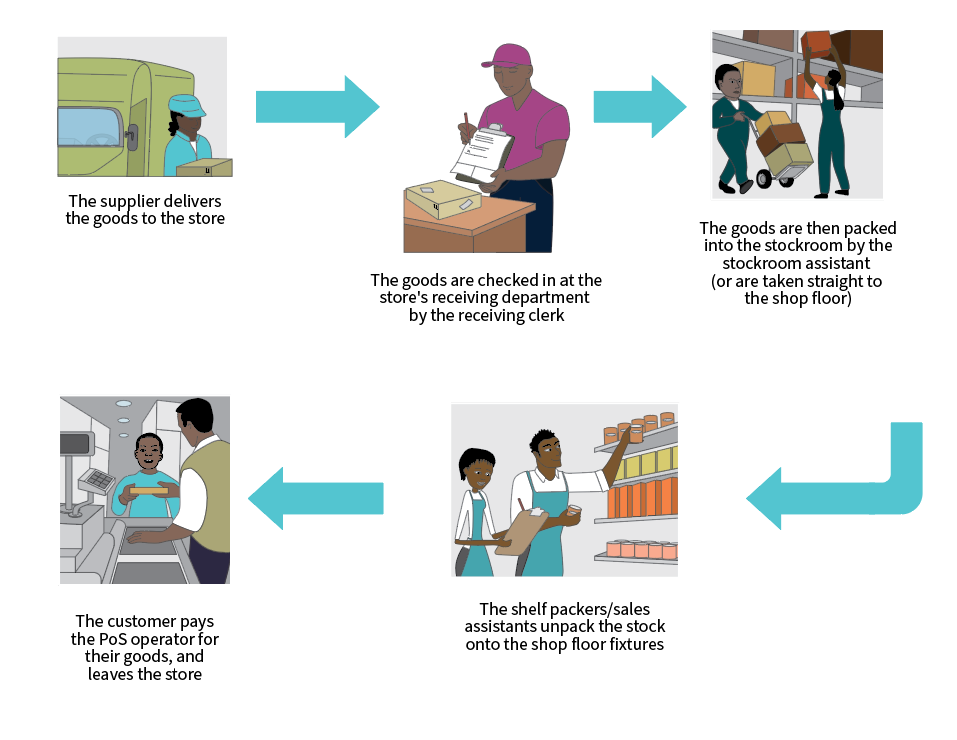 The supplier delivers
the goods to the store
The goods are checked in at the
store's receiving department
by the receiving clerk
The goods are then packed
into the stockroom by the
stockroom assistant
(or are taken straight to
the shop floor)
The customer pays
the PoS operator for
their goods, and
leaves the store
The shelf packers/sales
assistants unpack the stock
onto the shop floor fixtures